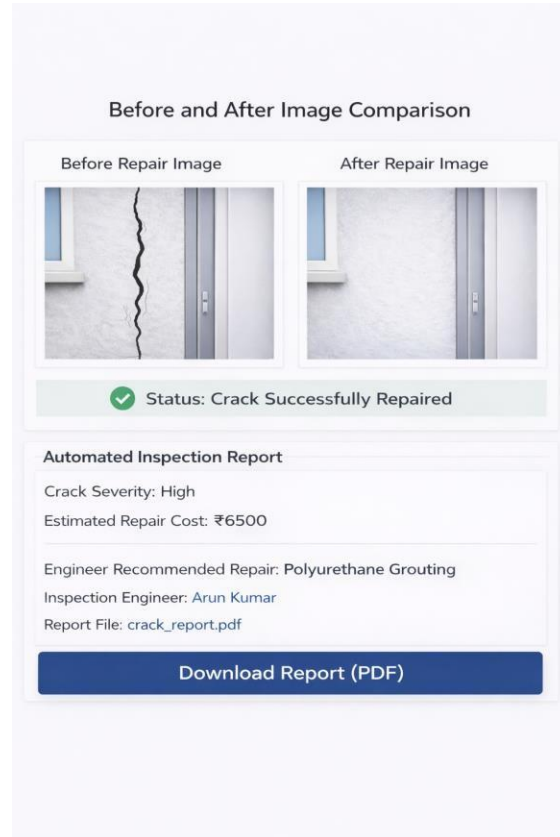 Before and After Image Comparison
Before Repair Image
After Repair Image
Status: Crack Successfully Repaired
Automated Inspection Report
Crack Severity: High
Estimated Repair Cost: ₹6500
Engineer Recommended Repair: Polyurethane Grouting
Inspection Engineer: Arun Kumar
Report File: crack_report.pdf
Download Report (PDF)